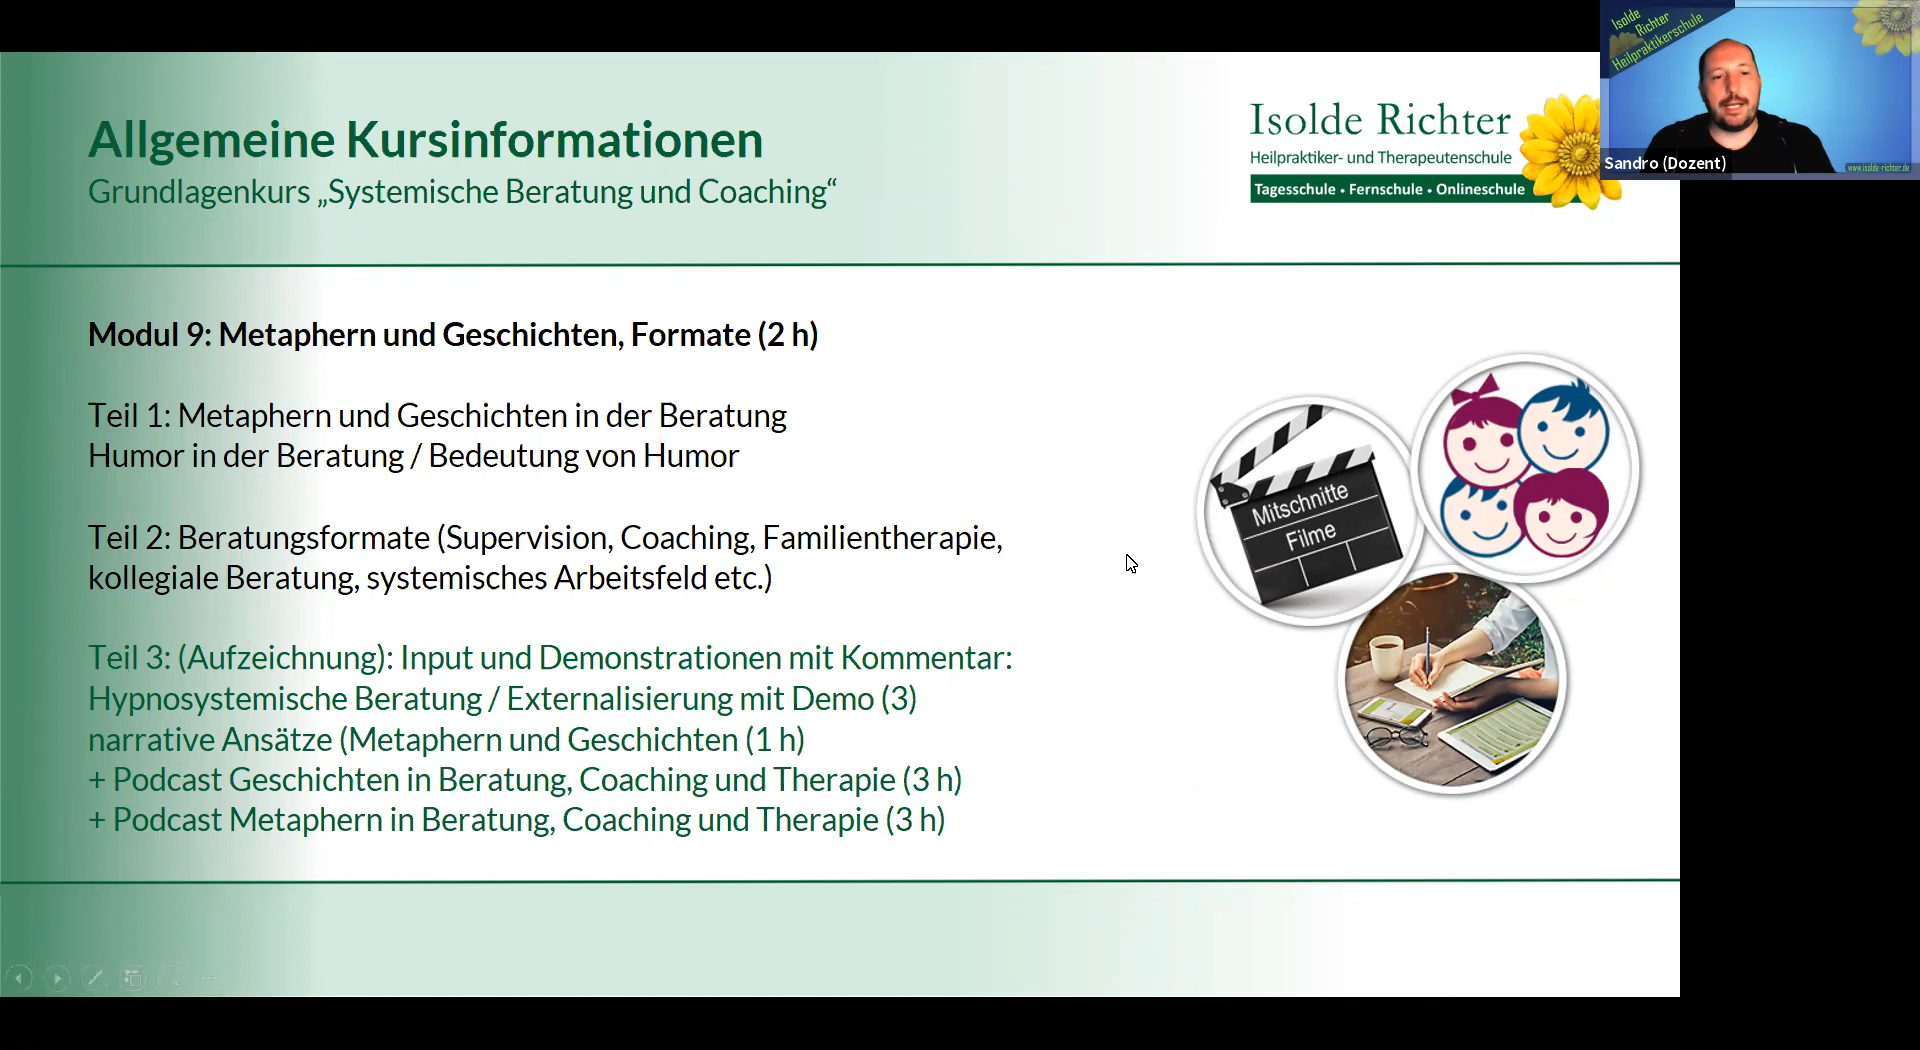 Allgemeine Kursinformationen
Grundlagenkurs „Systemische Beratung und Coaching“
Isolde Richter
Heilpraktiker- und Therapeutenschule
Tagesschule • Fernschule • Onlineschule
Isolde
Richter
Heilpraktikerschule
Sandro (Dozent)
www.isolde-richter.de
Modul 9: Metaphern und Geschichten, Formate (2 h)
Teil 1: Metaphern und Geschichten in der Beratung
Humor in der Beratung / Bedeutung von Humor
Teil 2: Beratungsformate (Supervision, Coaching, Familientherapie,
kollegiale Beratung, systemisches Arbeitsfeld etc.)
Teil 3: (Aufzeichnung): Input und Demonstrationen mit Kommentar:
Hypnosystemische Beratung / Externalisierung mit Demo (3)
narrative Ansätze (Metaphern und Geschichten (1 h)
+ Podcast Geschichten in Beratung, Coaching und Therapie (3 h)
+ Podcast Metaphern in Beratung, Coaching und Therapie (3 h)
Mitschnitte
Filme